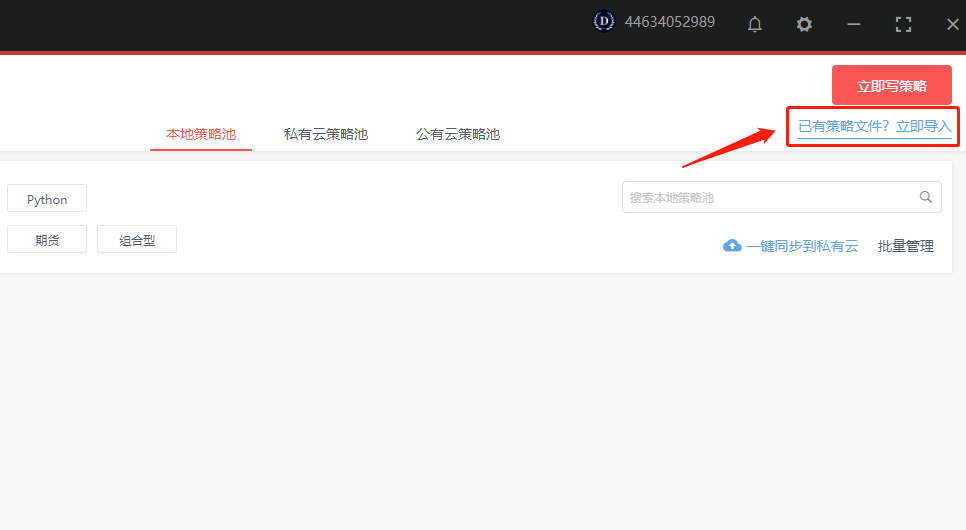 D 44634052989
立即写策略
本地策略池 私有云策略池 公有云策略池
已有策略文件？立即导入
Python
搜索本地策略池
期货 组合型
一键同步到私有云 批量管理